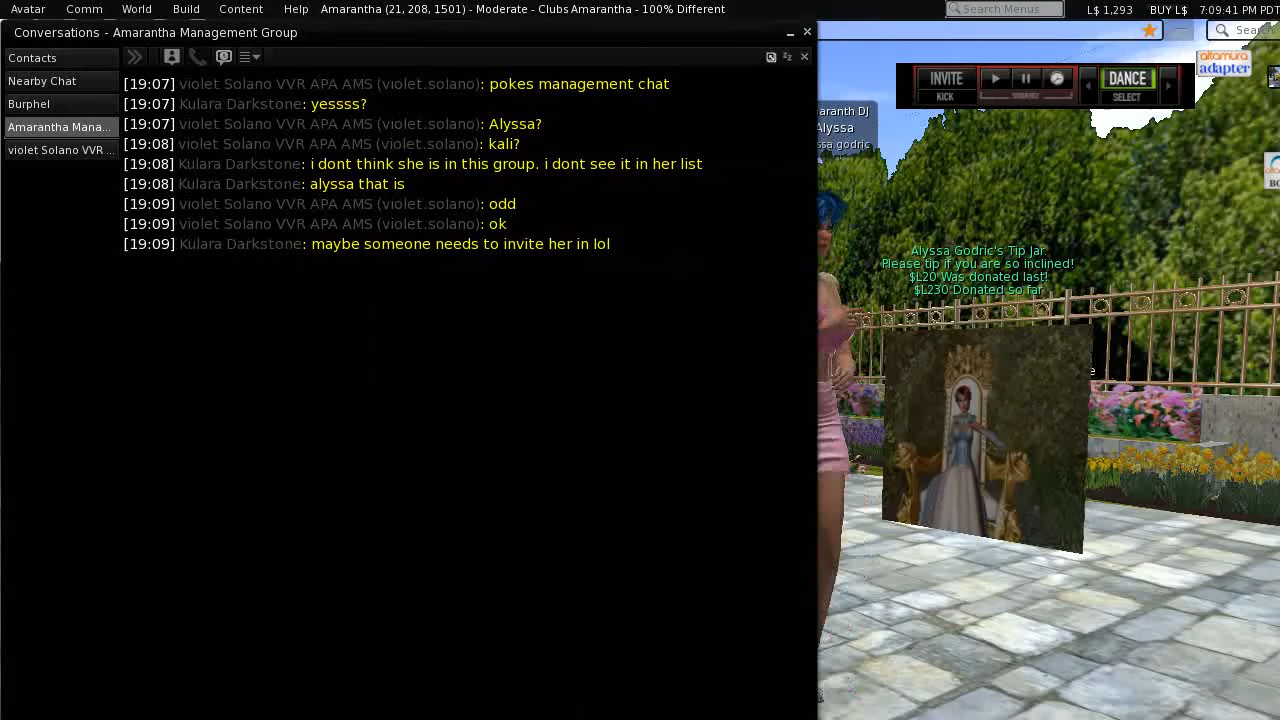 Avatar Comm World Build Content Help Amarantha (21, 208, 1501) - Moderate - Clubs Amarantha - 100% Different Search Menus L$ 1,293 BUY L$ 7:09:41 PM PDT
Conversations - Amarantha Management Group
Search
Contacts
Nearby Chat
Burphel
Amarantha Mana...
violet Solano VVR ...
[19:07] violet Solano VVR APA AMS (violet.solano): pokes management chat
[19:07] Kulara Darkstone: yessss?
[19:07] violet Solano VVR APA AMS (violet.solano): Alyssa?
[19:08] violet Solano VVR APA AMS (violet.solano): kali?
[19:08] Kulara Darkstone: i dont think she is in this group. i dont see it in her list
[19:08] Kulara Darkstone: alyssa that is
[19:09] violet Solano VVR APA AMS (violet.solano): odd
[19:09] violet Solano VVR APA AMS (violet.solano): ok
[19:09] Kulara Darkstone: maybe someone needs to invite her in lol
INVITE
KICK
DANCE
SELECT
altamura
adapter
aranth DJ
Alyssa
ssa.godric
Alyssa Godric's Tip Jar.
Please tip if you are so inclined!
$L20 Was donated last!
$L230 Donated so far